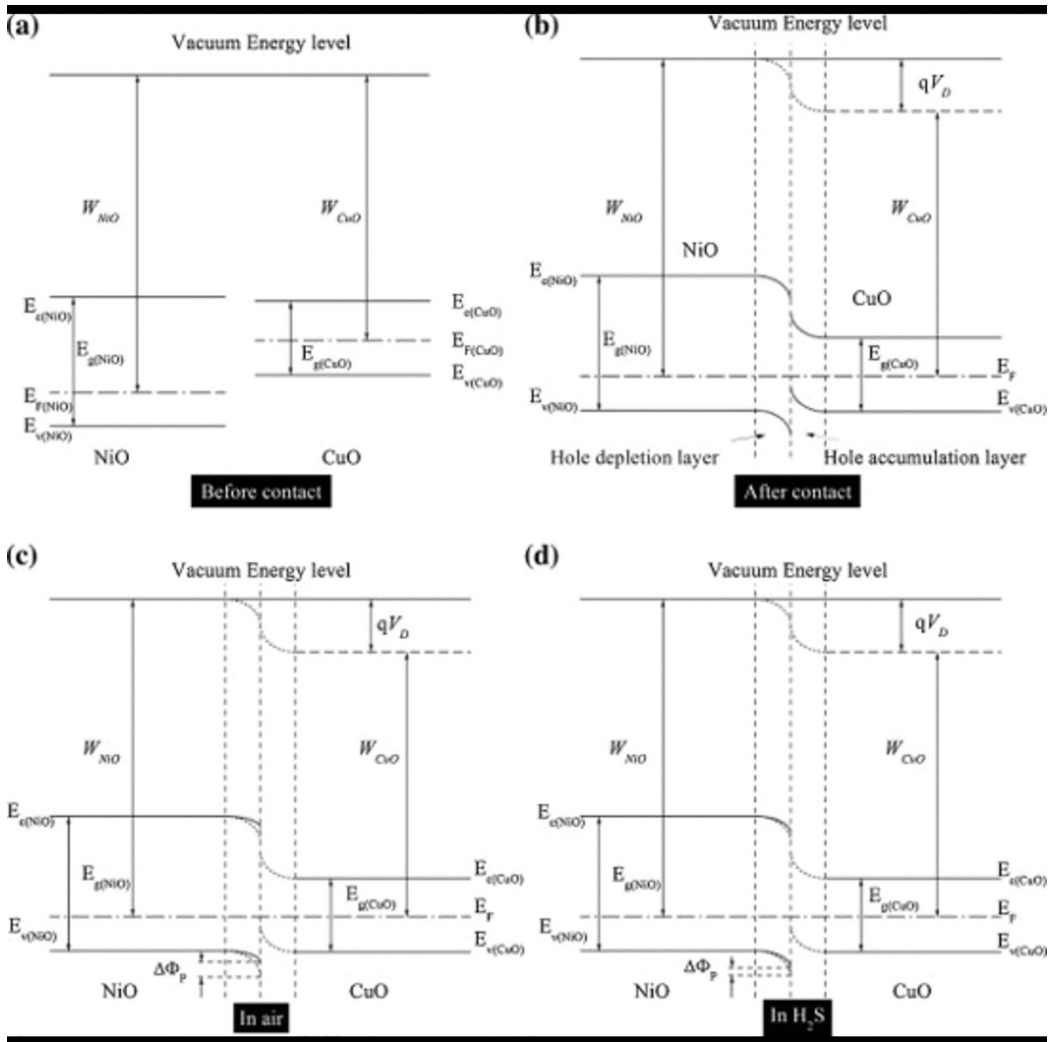 (a)
Vacuum Energy level
W_NiO
W_CuO
E_c(NiO)
E_g(NiO)
E_F(NiO)
E_v(NiO)
E_c(CuO)
E_F(CuO)
E_g(CuO)
E_v(CuO)
NiO
CuO
Before contact
(b)
Vacuum Energy level
qV_D
W_NiO
W_CuO
NiO
CuO
E_c(NiO)
E_g(NiO)
E_g(CuO)
E_F
E_v(NiO)
E_v(CuO)
Hole depletion layer
Hole accumulation layer
After contact
(c)
Vacuum Energy level
qV_D
W_NiO
W_CuO
E_c(NiO)
E_g(NiO)
E_c(CuO)
E_g(CuO)
E_F
E_v(NiO)
E_v(CuO)
ΔΦ_p
NiO
CuO
In air
(d)
Vacuum Energy level
qV_D
W_NiO
W_CuO
E_c(NiO)
E_g(NiO)
E_c(CuO)
E_g(CuO)
E_F
E_v(NiO)
E_v(CuO)
ΔΦ_p
NiO
CuO
In H₂S